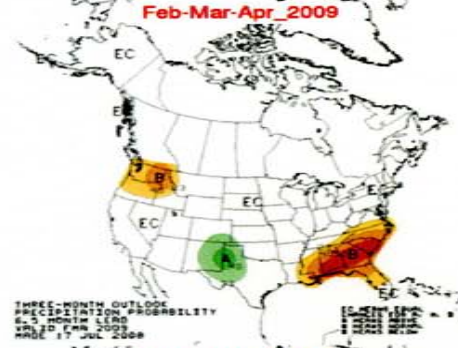 Feb-Mar-Apr_2009
EC
E
B
EC
EC
EC
A
B
EC
THREE-MONTH OUTLOOK
PRECIPITATION PROBABILITY
6.5 MONTH LEAD
VALID FMA 2009
MADE 17 JUL 2008